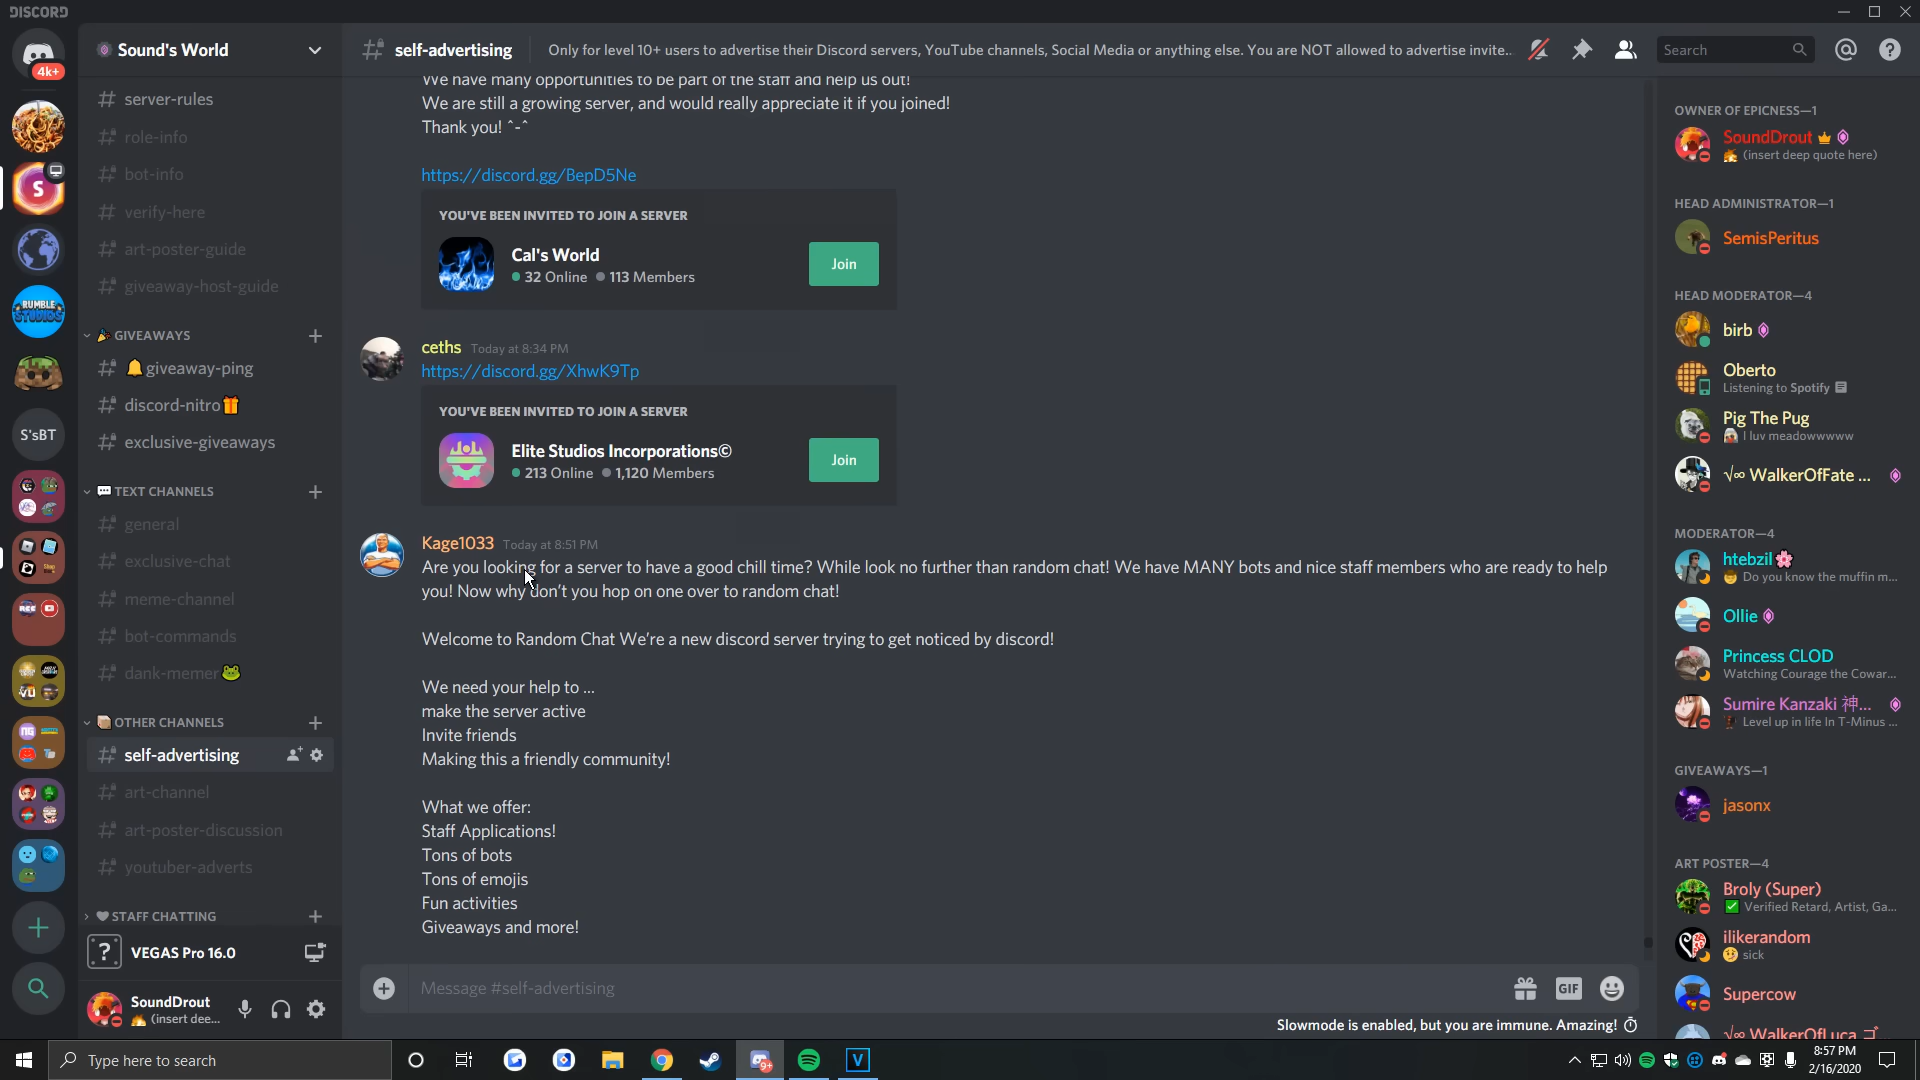 DISCORD
4k+
S
RUMBLE STUDIOS
S'sBT
Sound's World
server-rules
role-info
bot-info
verify-here
art-poster-guide
giveaway-host-guide
GIVEAWAYS
giveaway-ping
discord-nitro
exclusive-giveaways
TEXT CHANNELS
general
exclusive-chat
meme-channel
bot-commands
dank-memer
OTHER CHANNELS
self-advertising
art-channel
art-poster-discussion
youtuber-adverts
STAFF CHATTING
VEGAS Pro 16.0
SoundDrout
(insert dee...
self-advertising
Only for level 10+ users to advertise their Discord servers, YouTube channels, Social Media or anything else. You are NOT allowed to advertise invite...
Search
We have many opportunities to be part of the staff and help us out!
We are still a growing server, and would really appreciate it if you joined!
Thank you! ^-^
https://discord.gg/BepD5Ne
YOU'VE BEEN INVITED TO JOIN A SERVER
Cal's World
32 Online 113 Members
Join
ceths Today at 8:34 PM
https://discord.gg/XhwK9Tp
YOU'VE BEEN INVITED TO JOIN A SERVER
Elite Studios Incorporations©
213 Online 1,120 Members
Join
Kage1033 Today at 8:51 PM
Are you looking for a server to have a good chill time? While look no further than random chat! We have MANY bots and nice staff members who are ready to help
you! Now why don't you hop on one over to random chat!
Welcome to Random Chat We're a new discord server trying to get noticed by discord!
We need your help to ...
make the server active
Invite friends
Making this a friendly community!
What we offer:
Staff Applications!
Tons of bots
Tons of emojis
Fun activities
Giveaways and more!
Message #self-advertising
GIF
Slowmode is enabled, but you are immune. Amazing!
OWNER OF EPICNESS—1
SoundDrout
(insert deep quote here)
HEAD ADMINISTRATOR—1
SemisPeritus
HEAD MODERATOR—4
birb
Oberto
Listening to Spotify
Pig The Pug
I luv meadowwwww
√∞ WalkerOfFate ...
MODERATOR—4
htebzil
Do you know the muffin m...
Ollie
Princess CLOD
Watching Courage the Cowar...
Sumire Kanzaki 神...
Level up in life In T-Minus ...
GIVEAWAYS—1
jasonx
ART POSTER—4
Broly (Super)
Verified Retard, Artist, Ga...
ilikerandom
sick
Supercow
√∞ WalkerOfLuca ゴ
Type here to search
9+
V
8:57 PM
2/16/2020